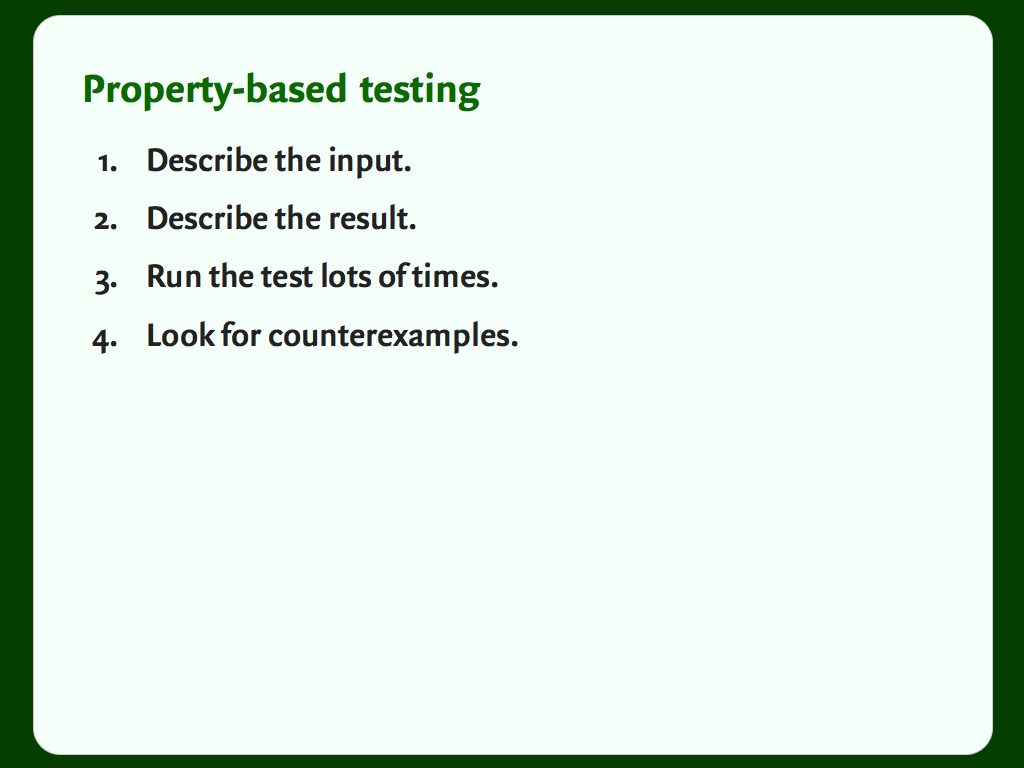 Property-based testing
1. Describe the input.
2. Describe the result.
3. Run the test lots of times.
4. Look for counterexamples.